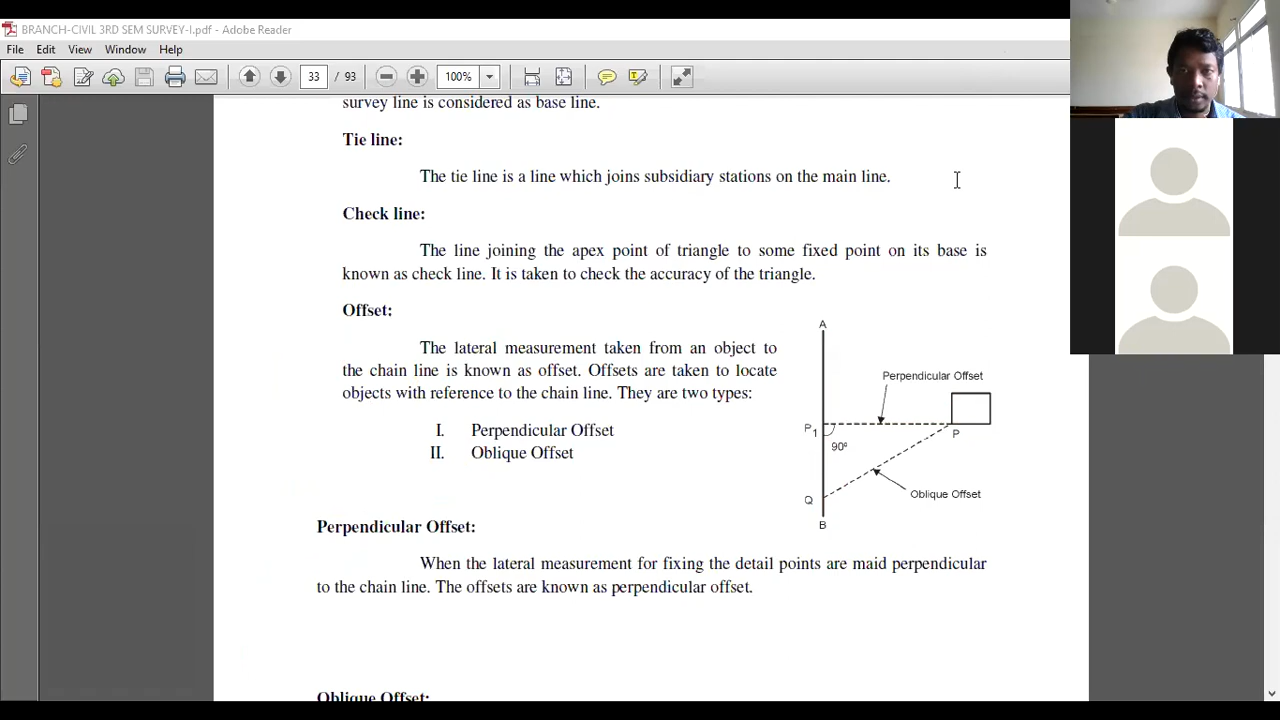 BRANCH-CIVIL 3RD SEM SURVEY-I.pdf - Adobe Reader
File Edit View Window Help
33 / 93 100%
survey line is considered as base line.
Tie line:
The tie line is a line which joins subsidiary stations on the main line.
Check line:
The line joining the apex point of triangle to some fixed point on its base is
known as check line. It is taken to check the accuracy of the triangle.
Offset:
The lateral measurement taken from an object to
the chain line is known as offset. Offsets are taken to locate
objects with reference to the chain line. They are two types:
I. Perpendicular Offset
II. Oblique Offset
A
Perpendicular Offset
P1
P
90º
Q
Oblique Offset
B
Perpendicular Offset:
When the lateral measurement for fixing the detail points are maid perpendicular
to the chain line. The offsets are known as perpendicular offset.
Oblique Offset: